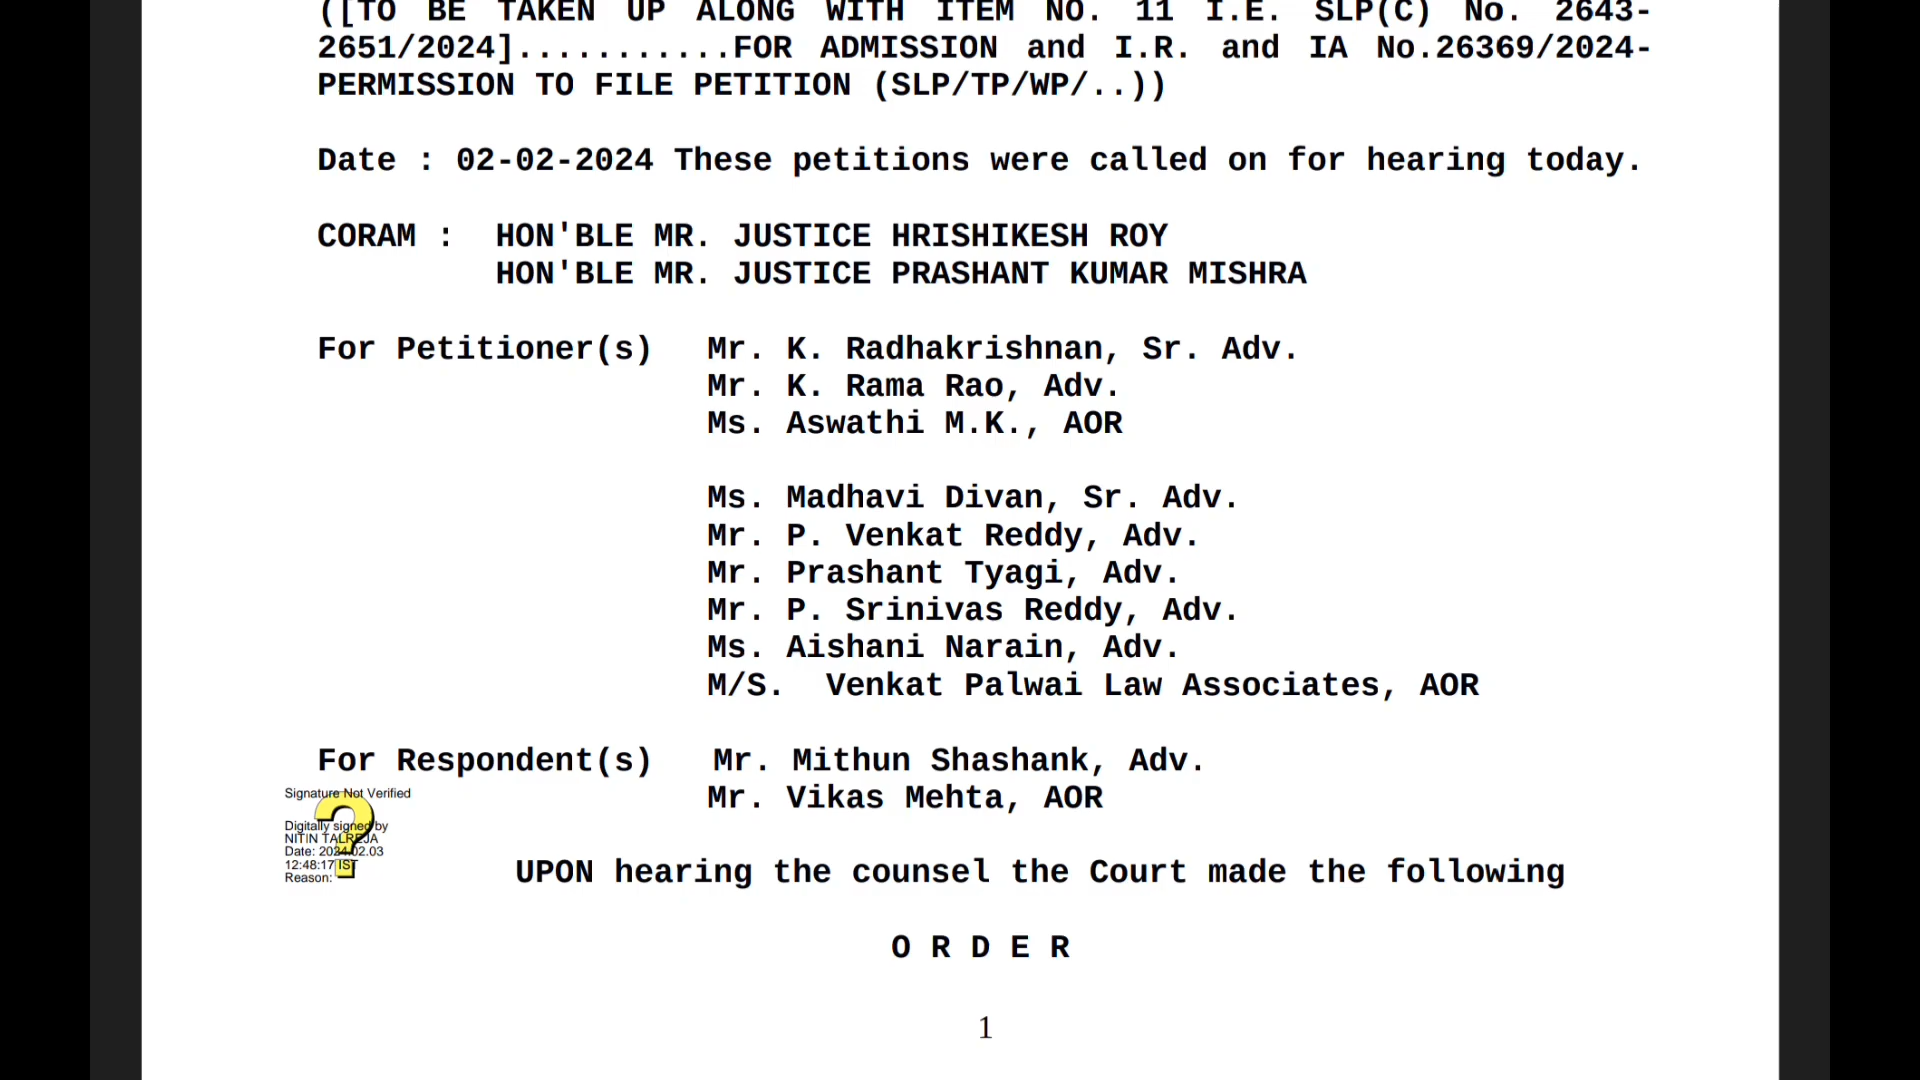 ([TO BE TAKEN UP ALONG WITH ITEM NO. 11 I.E. SLP(C) No. 2643-
2651/2024]...........FOR ADMISSION and I.R. and IA No.26369/2024-
PERMISSION TO FILE PETITION (SLP/TP/WP/..))
Date : 02-02-2024 These petitions were called on for hearing today.
CORAM : HON'BLE MR. JUSTICE HRISHIKESH ROY
HON'BLE MR. JUSTICE PRASHANT KUMAR MISHRA
For Petitioner(s) Mr. K. Radhakrishnan, Sr. Adv.
Mr. K. Rama Rao, Adv.
Ms. Aswathi M.K., AOR
Ms. Madhavi Divan, Sr. Adv.
Mr. P. Venkat Reddy, Adv.
Mr. Prashant Tyagi, Adv.
Mr. P. Srinivas Reddy, Adv.
Ms. Aishani Narain, Adv.
M/S. Venkat Palwai Law Associates, AOR
For Respondent(s) Mr. Mithun Shashank, Adv.
Mr. Vikas Mehta, AOR
Signature Not Verified
Digitally signed by
NITIN TALREJA
Date: 2024.02.03
12:48:17 IST
Reason:
UPON hearing the counsel the Court made the following
O R D E R
1